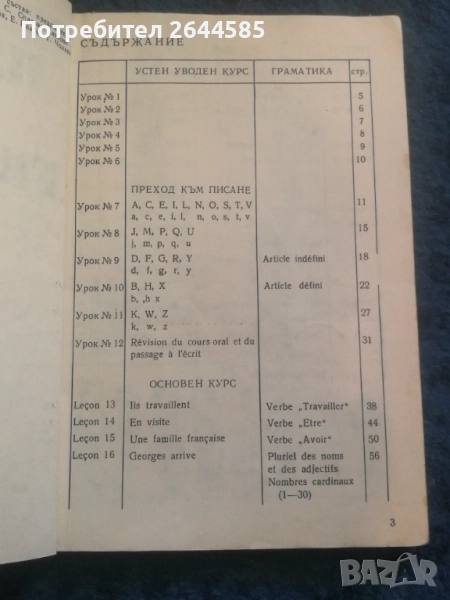 Потребител 2644585
СЪДЪРЖАНИЕ
УСТЕН УВОДЕН КУРС ГРАМАТИКА стр.
Урок № 1 5
Урок № 2 6
Урок № 3 7
Урок № 4 8
Урок № 5 9
Урок № 6 10
ПРЕХОД КЪМ ПИСАНЕ
Урок № 7 A, C, E, I, L, N, O, S, T, V 11
a, c, e, i, l, n, o, s, t, v
Урок № 8 J, M, P, Q, U 15
j, m, p, q, u
Урок № 9 D, F, G, R, Y Article indéfini 18
d, f, g, r, y
Урок № 10 B, H, X Article défini 22
b, h x
Урок № 11 K, W, Z 27
k, w, z
Урок № 12 Révision du cours oral et du 31
passage à l'écrit
ОСНОВЕН КУРС
Leçon 13 Ils travaillent Verbe „Travailler“ 38
Leçon 14 En visite Verbe „Etre“ 44
Leçon 15 Une famille française Verbe „Avoir“ 50
Leçon 16 Georges arrive Pluriel des noms 56
et des adjectifs
Nombres cardinaux
(1—30)
3
BAZAR